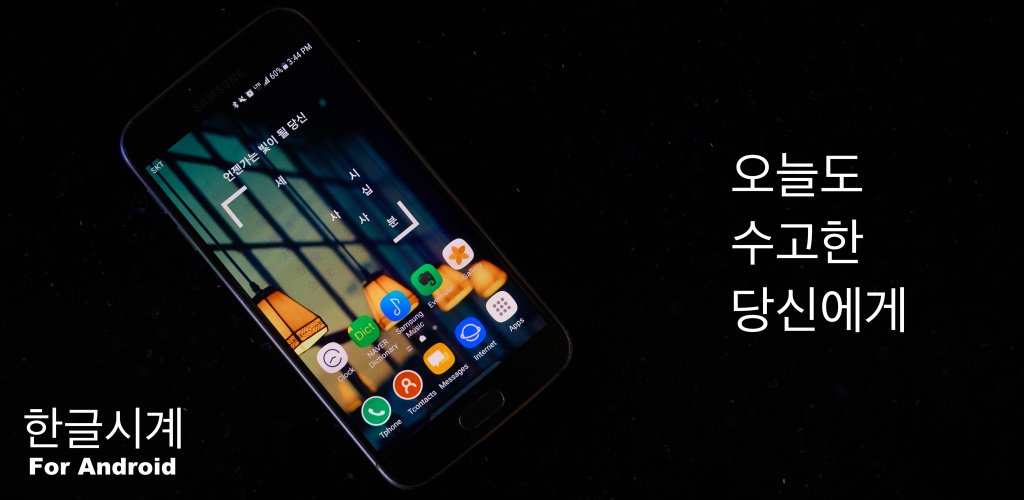 SAMSUNG
SKT
LTE 60% 3:44 PM
언젠가는 빛이 될 당신
세 시
십
사 사 분
Clock
NAVER Dictionary
Dict
Samsung Music
Evernote
Gallery
Tphone
Tcontacts
Messages
Internet
Apps
오늘도
수고한
당신에게
한글시계
For Android